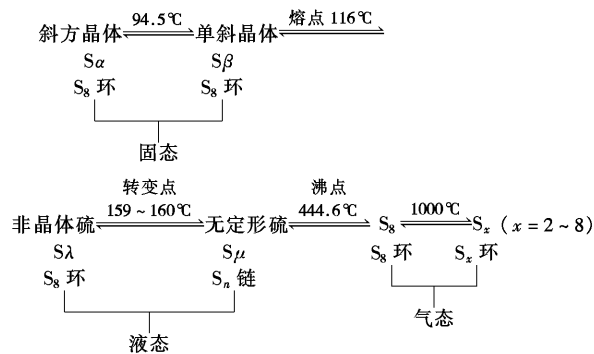 94.5℃ 熔点 116℃
斜方晶体 单斜晶体
Sα Sβ
S₈ 环 S₈ 环
固态
转变点 沸点
159 ~ 160℃ 444.6℃ 1000℃
非晶体硫 无定形硫 S₈ Sₓ ( x = 2 ~ 8)
Sλ Sμ S₈ 环 Sₓ 环
S₈ 环 Sₙ 链
气态
液态